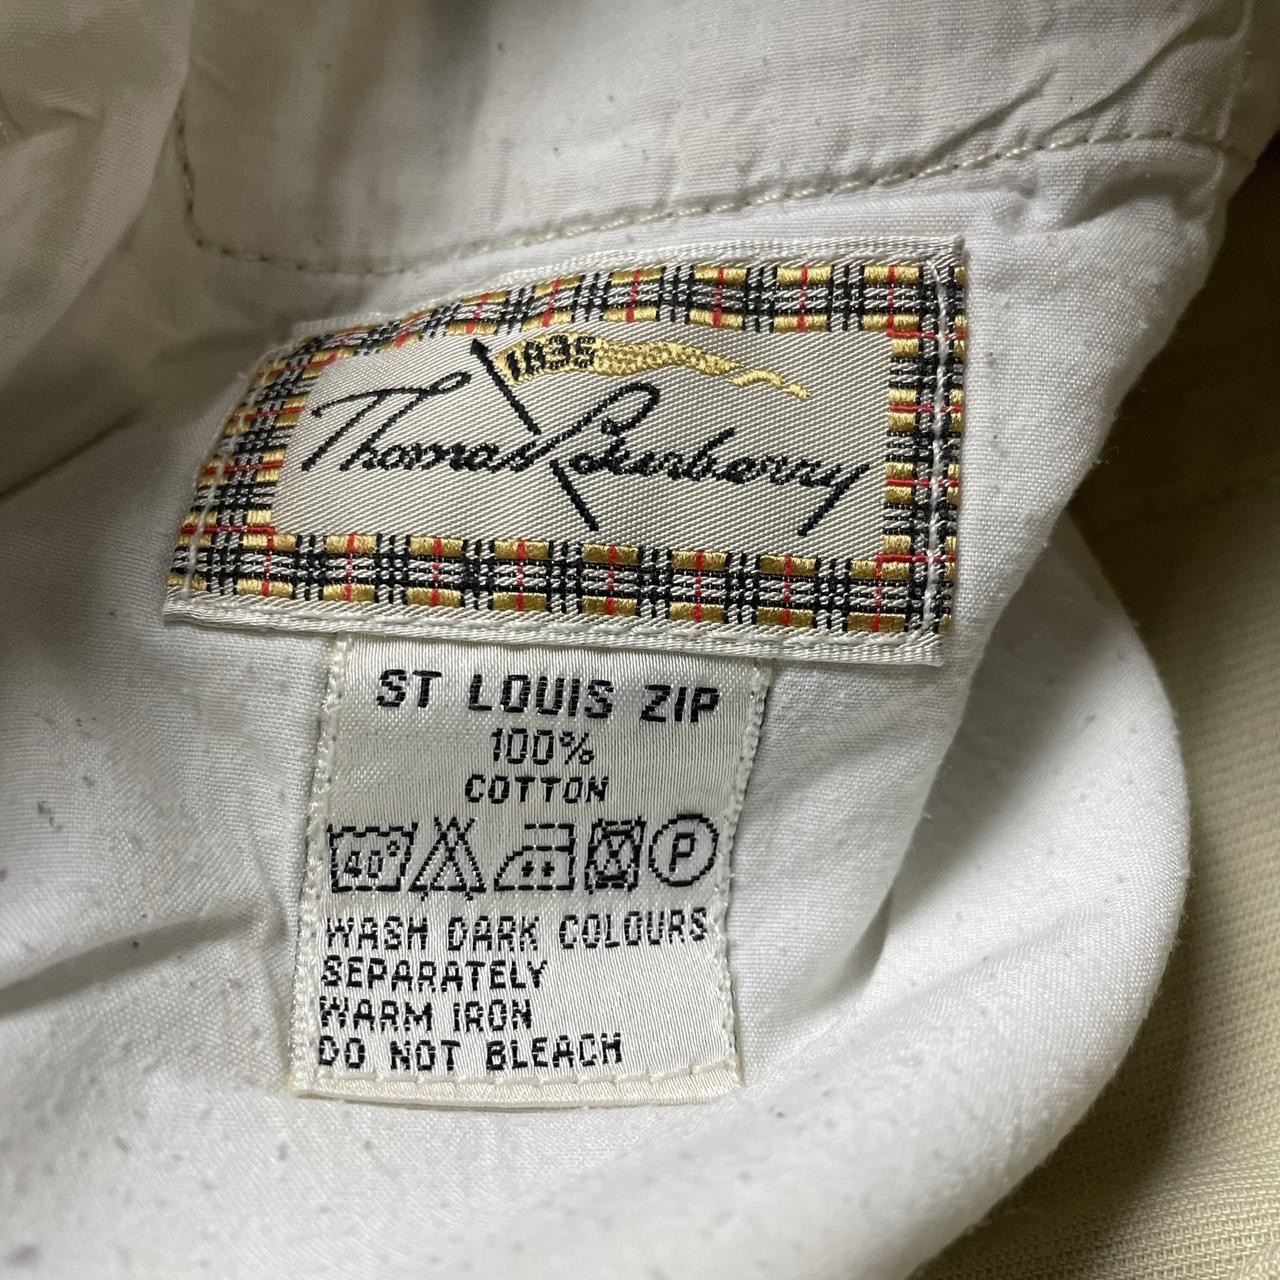 1835
Thomas Burberry
ST LOUIS ZIP
100%
COTTON
40° P
WASH DARK COLOURS
SEPARATELY
WARM IRON
DO NOT BLEACH